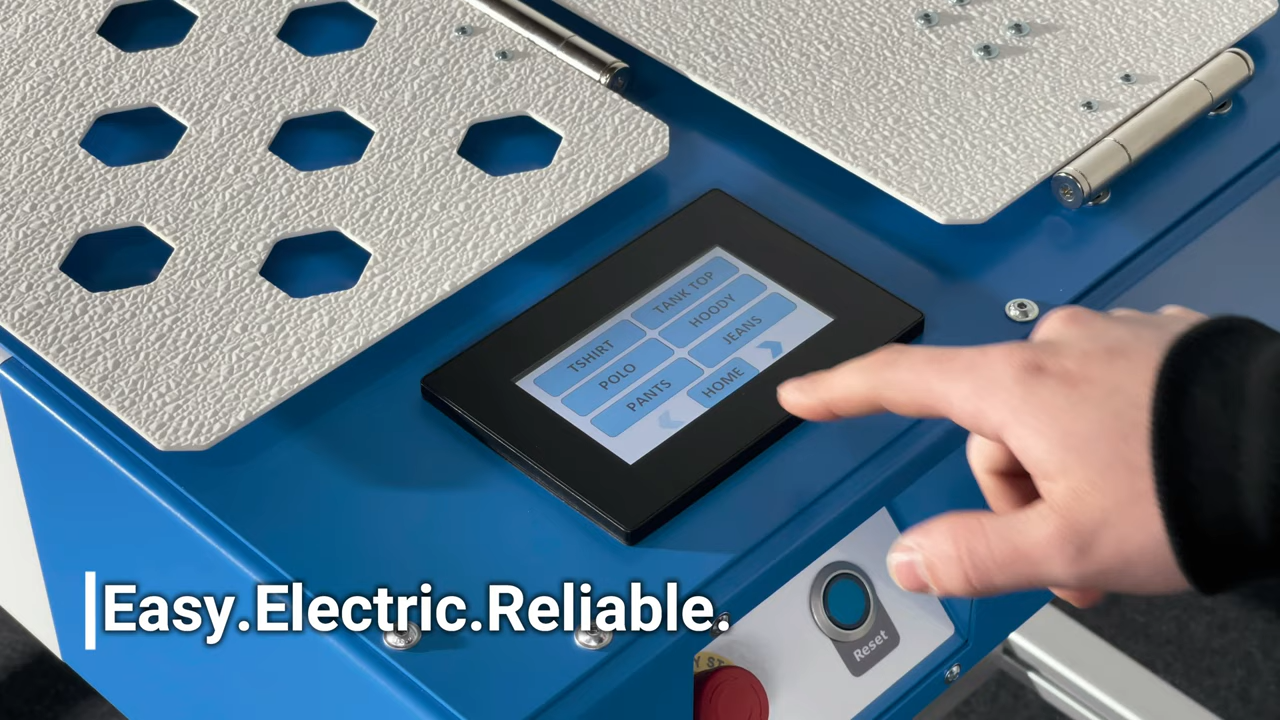 TSHIRT
TANK TOP
POLO
HOODY
PANTS
JEANS
HOME
Easy.Electric.Reliable.
Reset